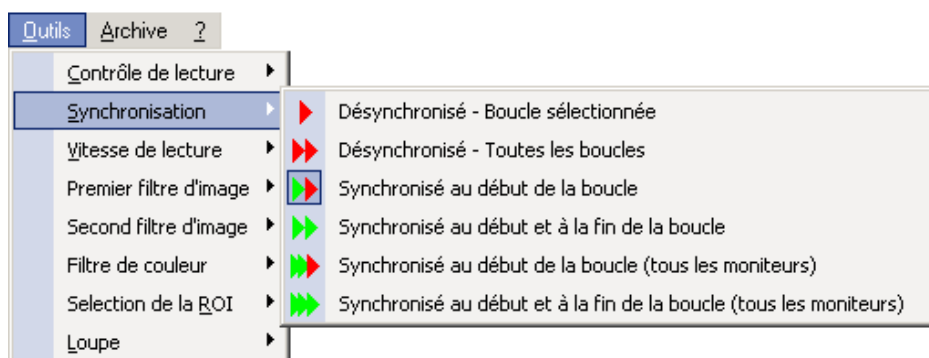 Outils Archive ?
Contrôle de lecture
Synchronisation
Vitesse de lecture
Premier filtre d'image
Second filtre d'image
Filtre de couleur
Selection de la ROI
Loupe
Désynchronisé - Boucle sélectionnée
Désynchronisé - Toutes les boucles
Synchronisé au début de la boucle
Synchronisé au début et à la fin de la boucle
Synchronisé au début de la boucle (tous les moniteurs)
Synchronisé au début et à la fin de la boucle (tous les moniteurs)